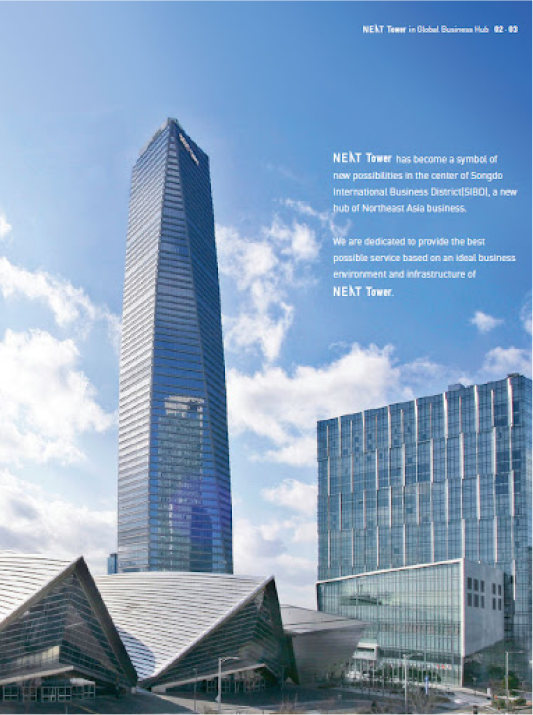 NEXT Tower in Global Business Hub 02 · 03
NEXT Tower has become a symbol of
new possibilities in the center of Songdo
International Business District(SIBD), a new
hub of Northeast Asia business.
We are dedicated to provide the best
possible service based on an ideal business
environment and infrastructure of
NEXT Tower.